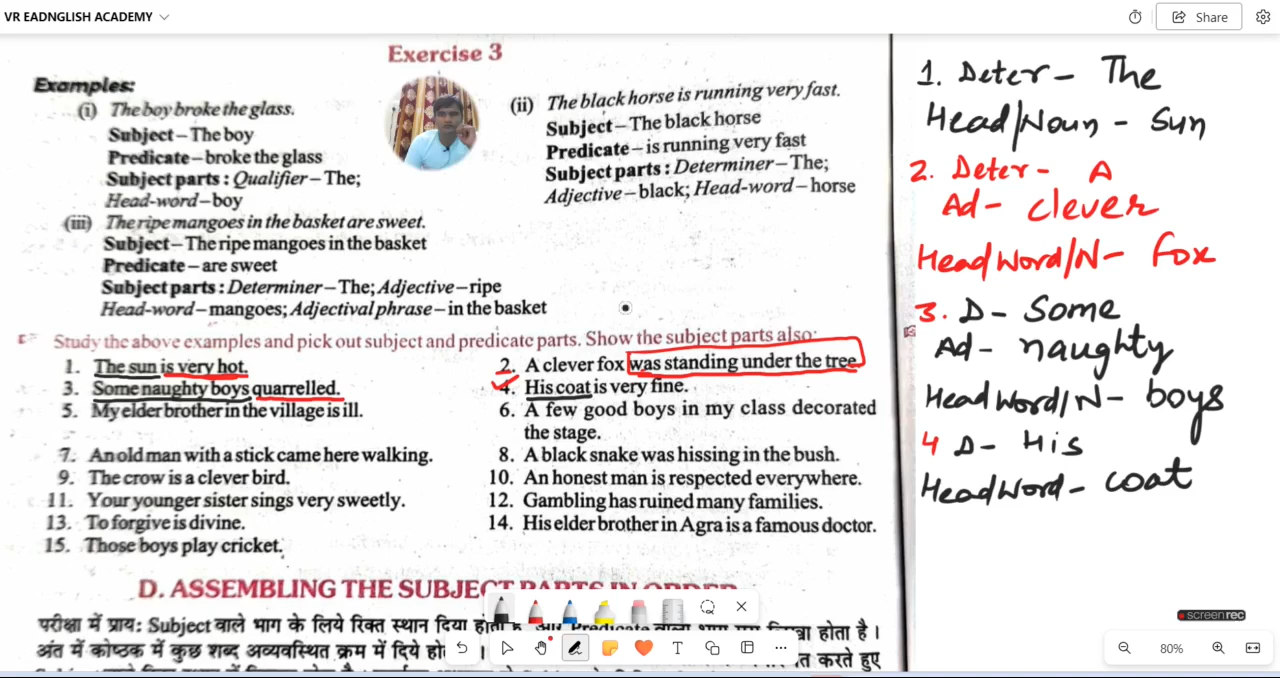 VR EADNGLISH ACADEMY
Share
Exercise 3
Examples:
(i) The boy broke the glass.
Subject – The boy
Predicate – broke the glass
Subject parts : Qualifier – The;
Head-word – boy
(ii) The black horse is running very fast.
Subject – The black horse
Predicate – is running very fast
Subject parts : Determiner – The;
Adjective – black; Head-word – horse
(iii) The ripe mangoes in the basket are sweet.
Subject – The ripe mangoes in the basket
Predicate – are sweet
Subject parts : Determiner – The; Adjective – ripe
Head-word – mangoes; Adjectival phrase – in the basket
Study the above examples and pick out subject and predicate parts. Show the subject parts also:
1. The sun is very hot.
2. A clever fox was standing under the tree.
3. Some naughty boys quarrelled.
4. His coat is very fine.
5. My elder brother in the village is ill.
6. A few good boys in my class decorated
the stage.
7. An old man with a stick came here walking.
8. A black snake was hissing in the bush.
9. The crow is a clever bird.
10. An honest man is respected everywhere.
11. Your younger sister sings very sweetly.
12. Gambling has ruined many families.
13. To forgive is divine.
14. His elder brother in Agra is a famous doctor.
15. Those boys play cricket.
D. ASSEMBLING THE SUBJECT PARTS IN ORDER
परीक्षा में प्राय: Subject वाले भाग के लिये रिक्त स्थान दिया होता है और Predicate वाला भाग होता है।
अंत में कोष्ठक में कुछ शब्द अव्यवस्थित क्रम में दिये करते हुए
1. Deter – The
Head/Noun – Sun
2. Deter – A
Ad – clever
HeadWord/N – fox
3. D – Some
Ad – naughty
HeadWord/N – boys
4 D – His
HeadWord – coat
screenrec
80%